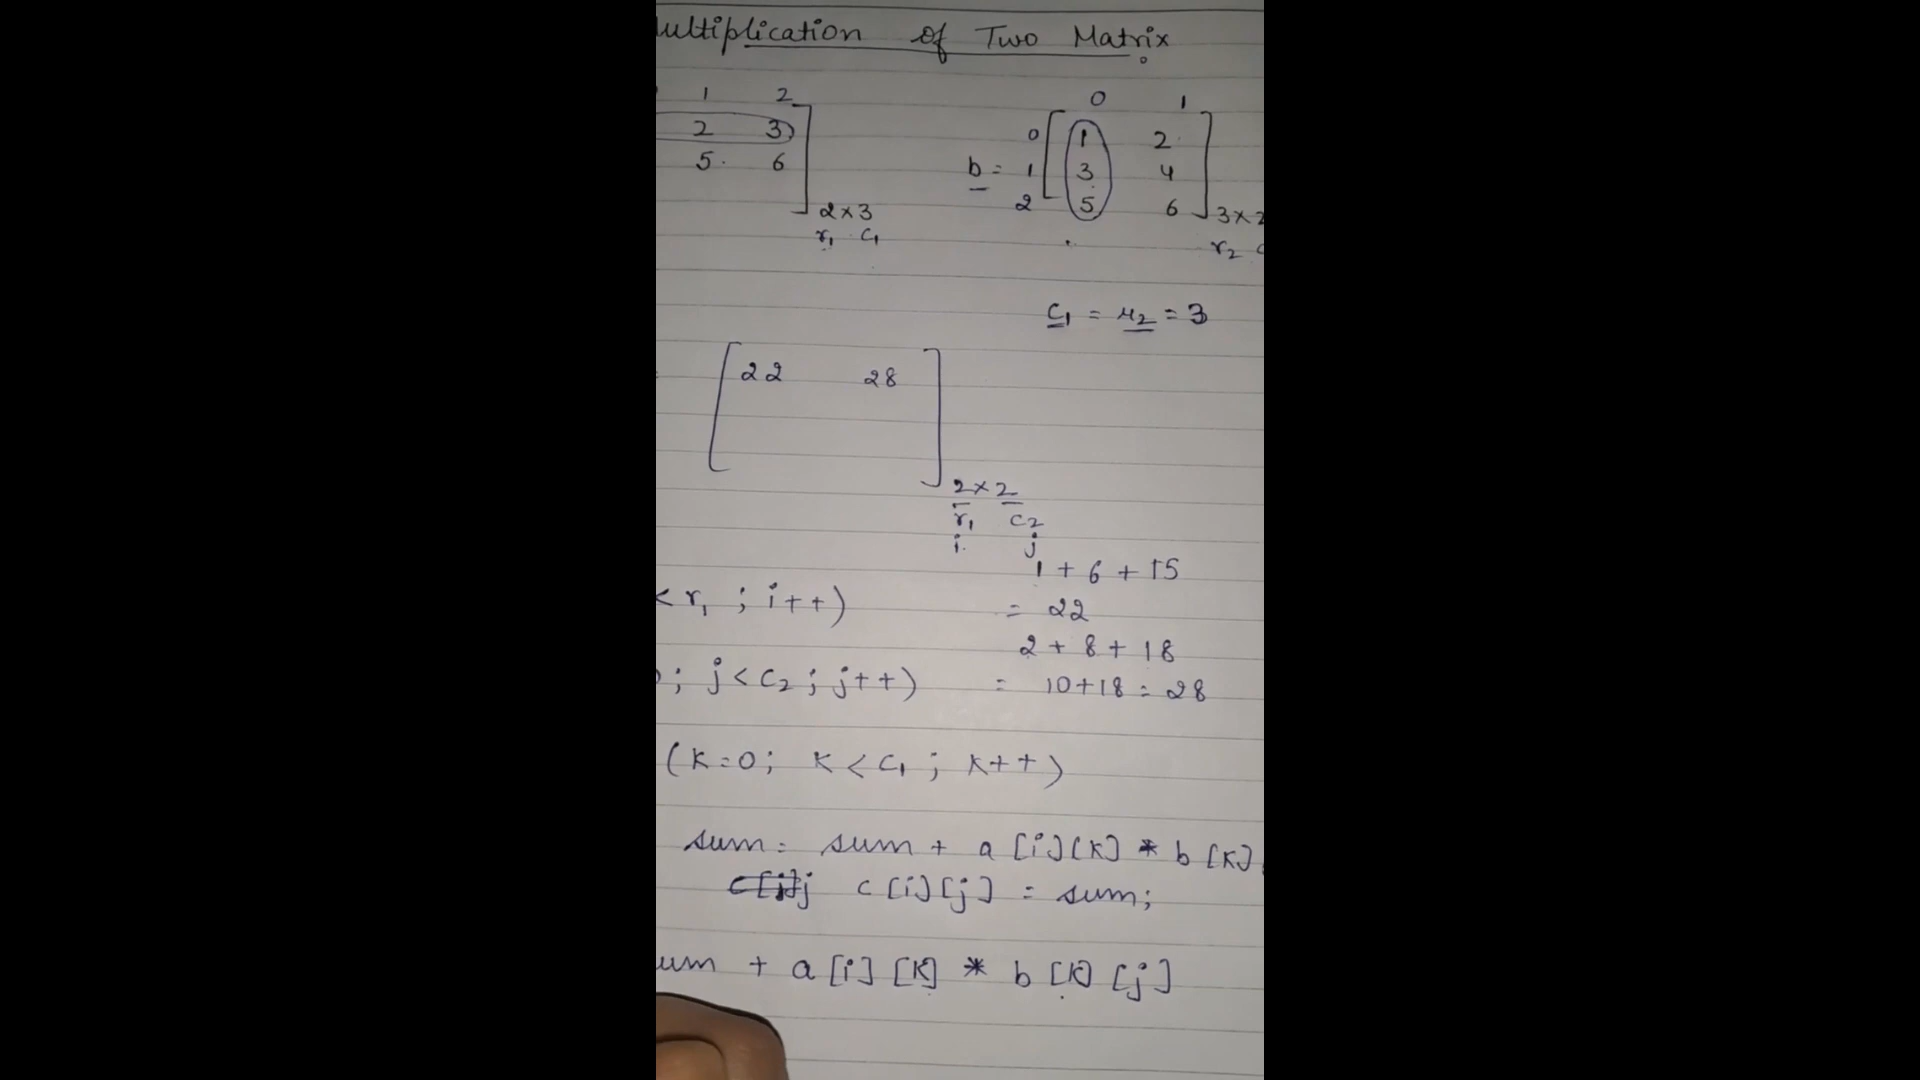 ultiplication of Two Matrix
1 2
2 3
5 6
2×3
r1 c1
0 1
0 1 2
b= 1 3 4
2 5 6
3×2
r2 c
c1 = r2 = 3
22 28
2×2
r1 c2
i j
1 + 6 + 15
< r1 ; i++)
= 22
2 + 8 + 18
; j<c2 ; j++)
= 10+18 = 28
(k=0; k<c1 ; k++)
sum = sum + a[i][k] * b[k]
c[i]j c[i][j] = sum;
um + a[i][k] * b[k][j]